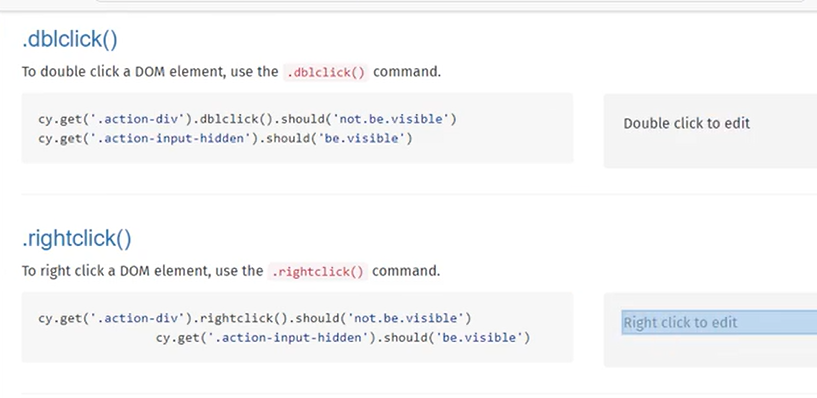 .dblclick()
To double click a DOM element, use the .dblclick() command.
cy.get('.action-div').dblclick().should('not.be.visible')
cy.get('.action-input-hidden').should('be.visible')
Double click to edit
.rightclick()
To right click a DOM element, use the .rightclick() command.
cy.get('.action-div').rightclick().should('not.be.visible')
cy.get('.action-input-hidden').should('be.visible')
Right click to edit